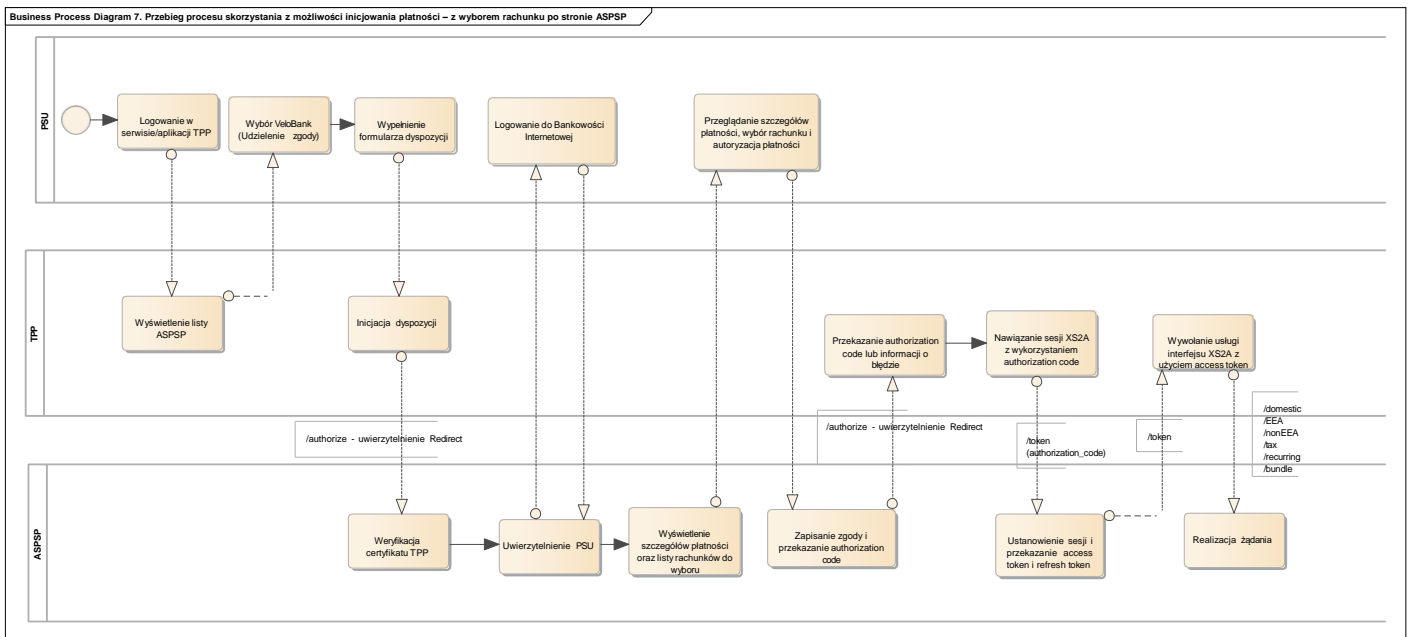 Business Process Diagram 7. Przebieg procesu skorzystania z możliwości inicjowania płatności – z wyborem rachunku po stronie ASPSP
PSU
Logowanie w
serwisie/aplikacji TPP
Wybór VeloBank
(Udzielenie zgody)
Wypełnienie
formularza dyspozycji
Logowanie do Bankowości
Internetowej
Przeglądanie szczegółów
płatności, wybór rachunku i
autoryzacja płatności
TPP
Wyświetlenie listy
ASPSP
Inicjacja dyspozycji
Przekazanie authorization
code lub informacji o
błędzie
Nawiązanie sesji XS2A
z wykorzystaniem
authorization code
Wywołanie usługi
interfejsu XS2A z
użyciem access token
/authorize - uwierzytelnienie Redirect
/authorize - uwierzytelnienie Redirect
/token
(authorization_code)
/token
/domestic
/EEA
/nonEEA
/tax
/recurring
/bundle
ASPSP
Weryfikacja
certyfikatu TPP
Uwierzytelnienie PSU
Wyświetlenie
szczegółów płatności
oraz listy rachunków do
wyboru
Zapisanie zgody i
przekazanie authorization
code
Ustanowienie sesji i
przekazanie access
token i refresh token
Realizacja żądania